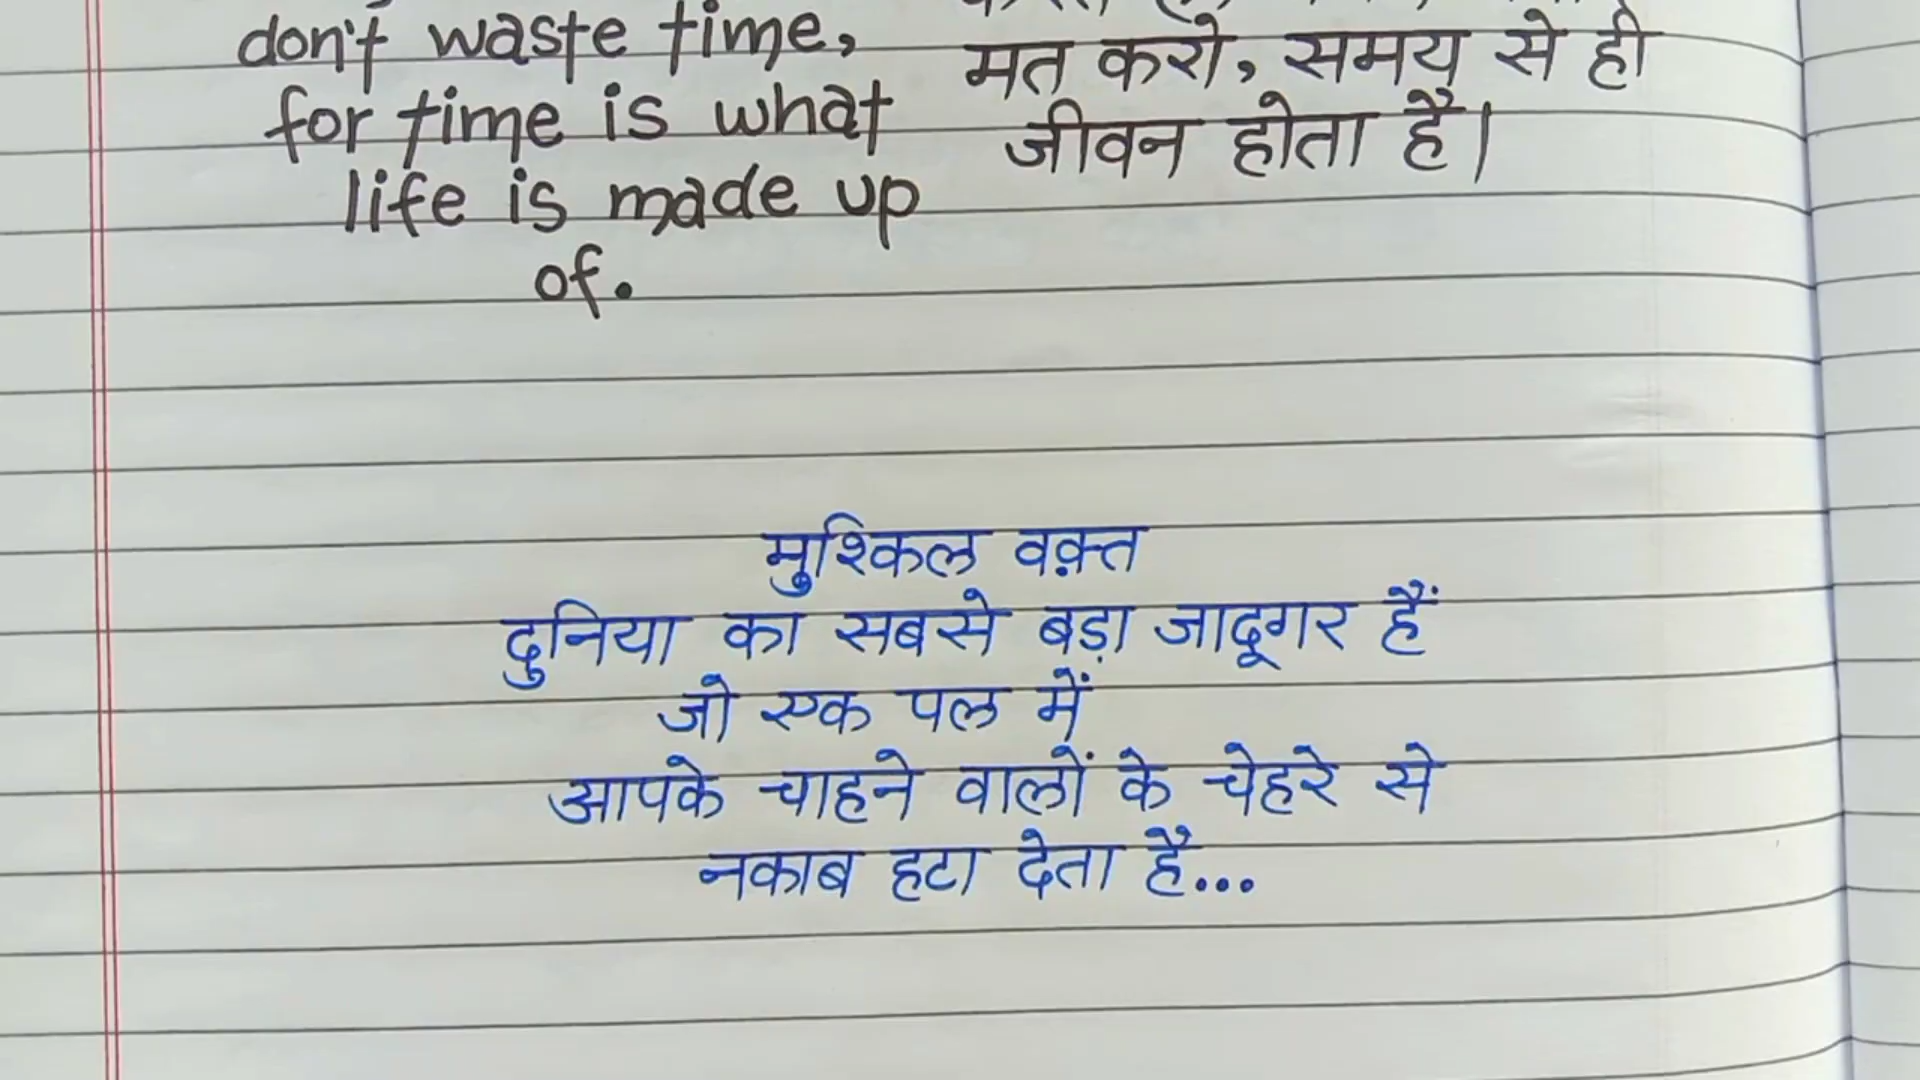 don't waste time,
for time is what
life is made up
of.
मत करो, समय से ही
जीवन होता है।
मुश्किल वक़्त
दुनिया का सबसे बड़ा जादूगर हैं
जो एक पल में
आपके चाहने वालों के चेहरे से
नकाब हटा देता है...